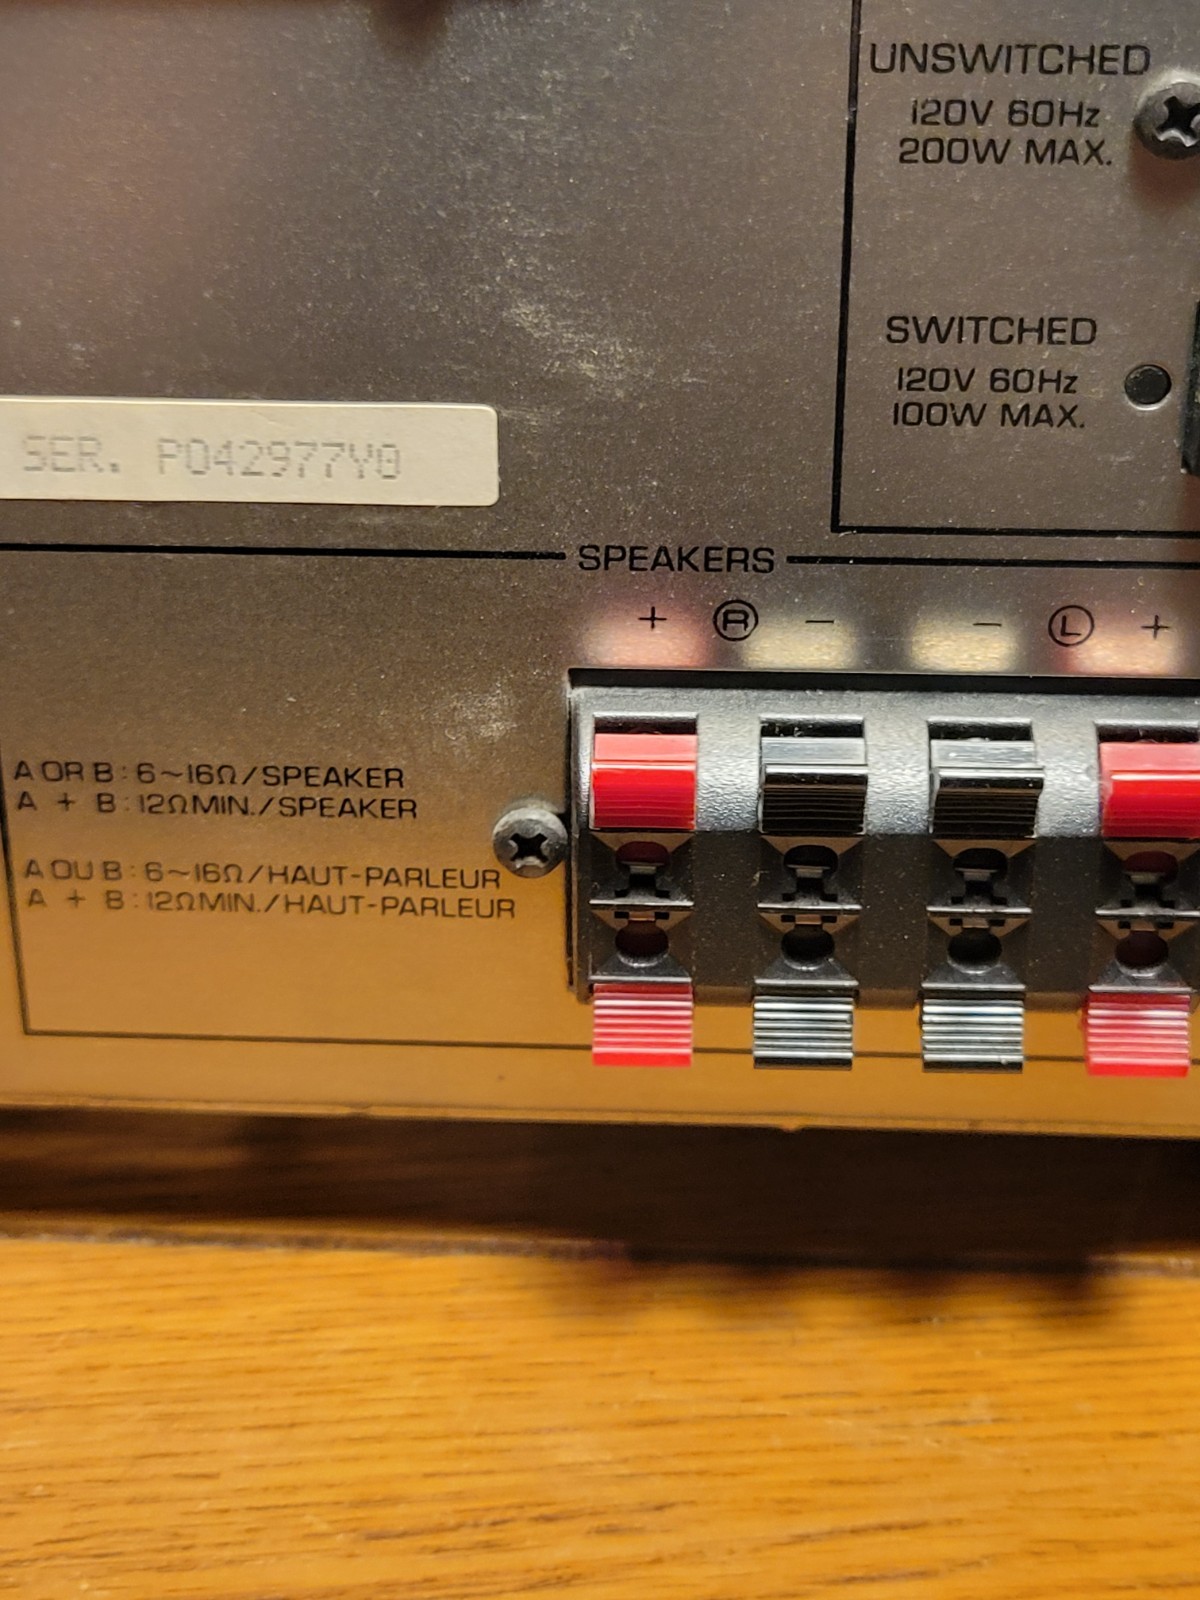 UNSWITCHED
120V 60Hz
200W MAX.
SWITCHED
120V 60Hz
100W MAX.
SER. P042977Y0
SPEAKERS
+ Ⓡ − − Ⓛ +
A OR B : 6~16Ω/SPEAKER
A + B : 12ΩMIN./SPEAKER
A OU B : 6~16Ω/HAUT-PARLEUR
A + B : 12ΩMIN./HAUT-PARLEUR